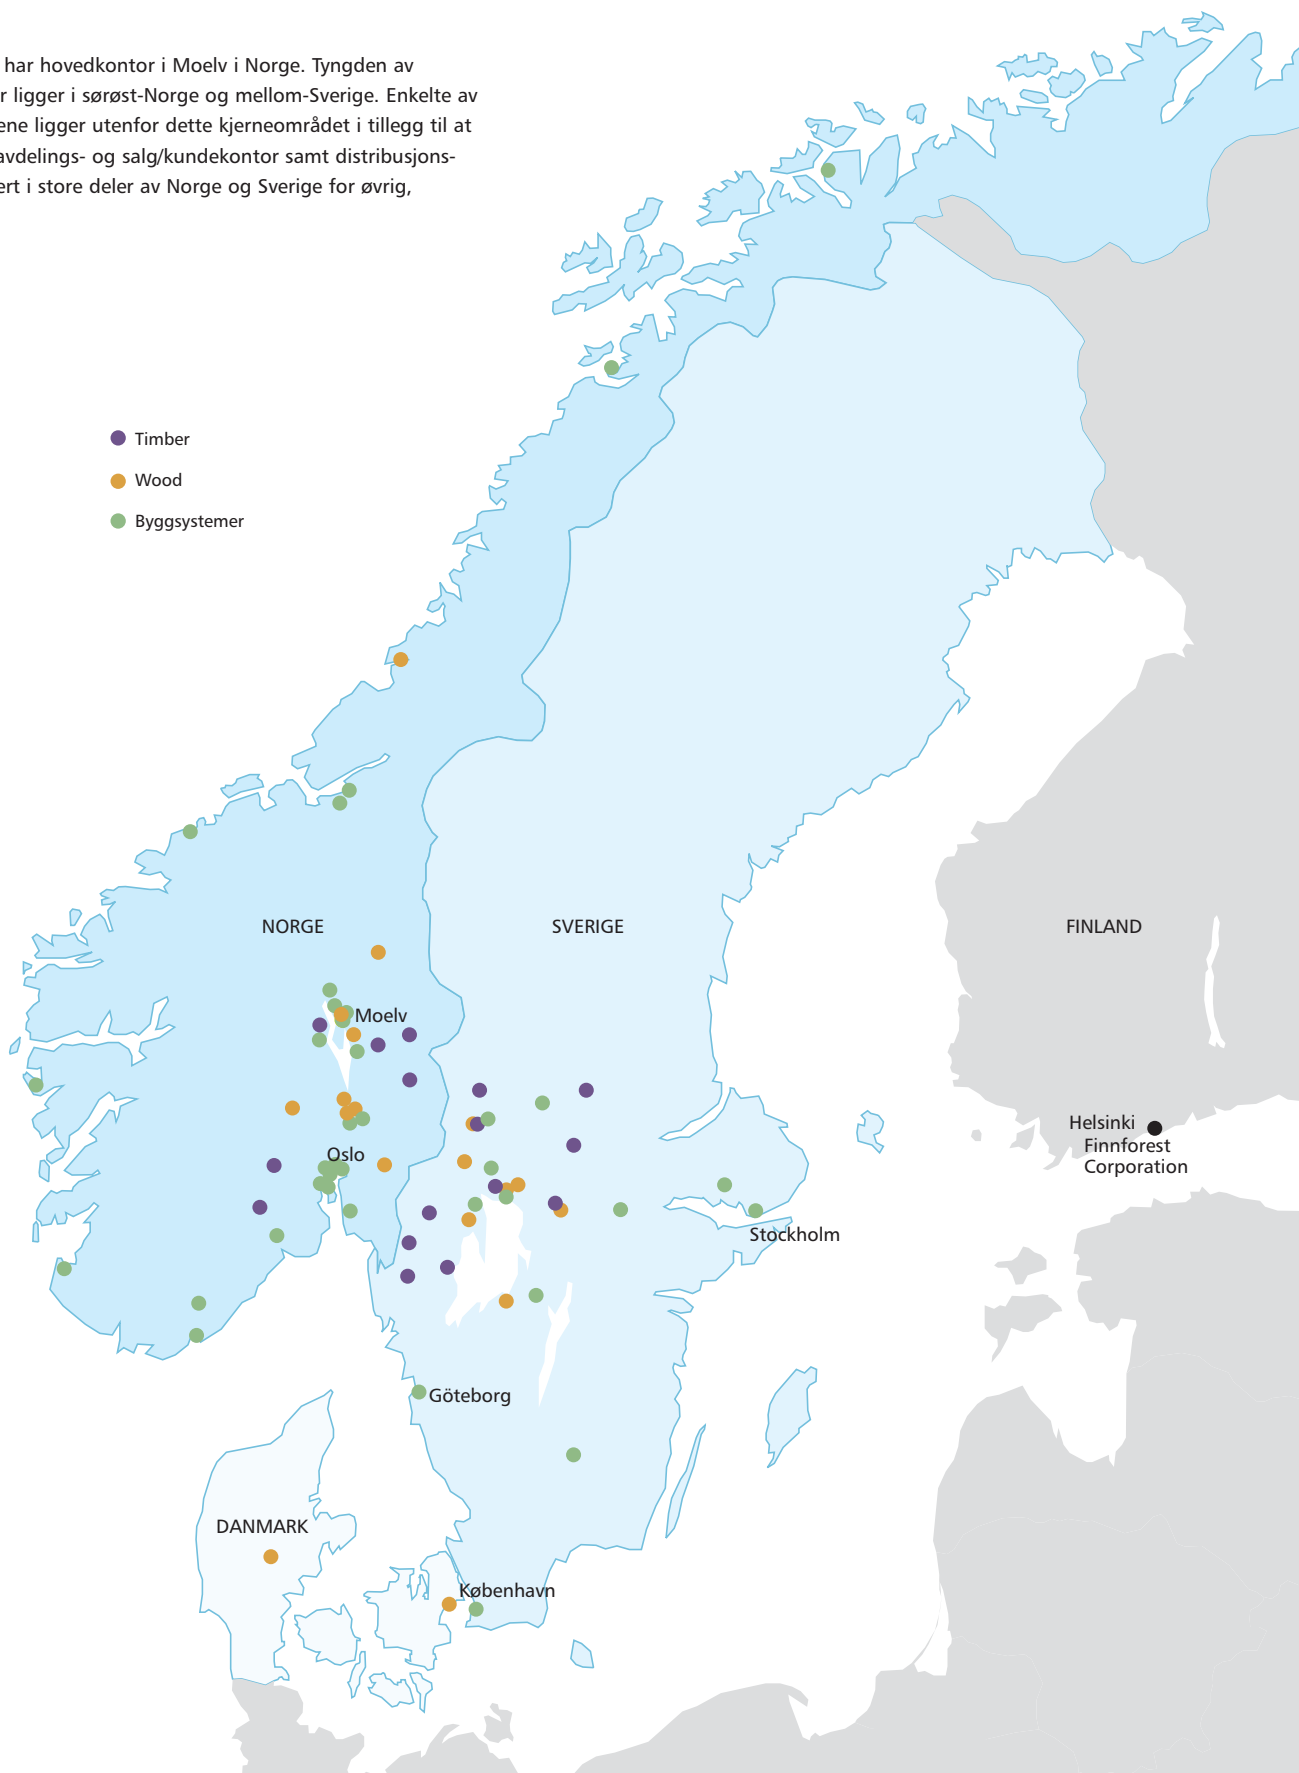 har hovedkontor i Moelv i Norge. Tyngden av
r ligger i sørøst-Norge og mellom-Sverige. Enkelte av
ene ligger utenfor dette kjerneområdet i tillegg til at
avdelings- og salg/kundekontor samt distribusjons-
ert i store deler av Norge og Sverige for øvrig,
Timber
Wood
Byggsystemer
NORGE
SVERIGE
FINLAND
Moelv
Helsinki
Finnforest
Corporation
Oslo
Stockholm
Göteborg
DANMARK
København